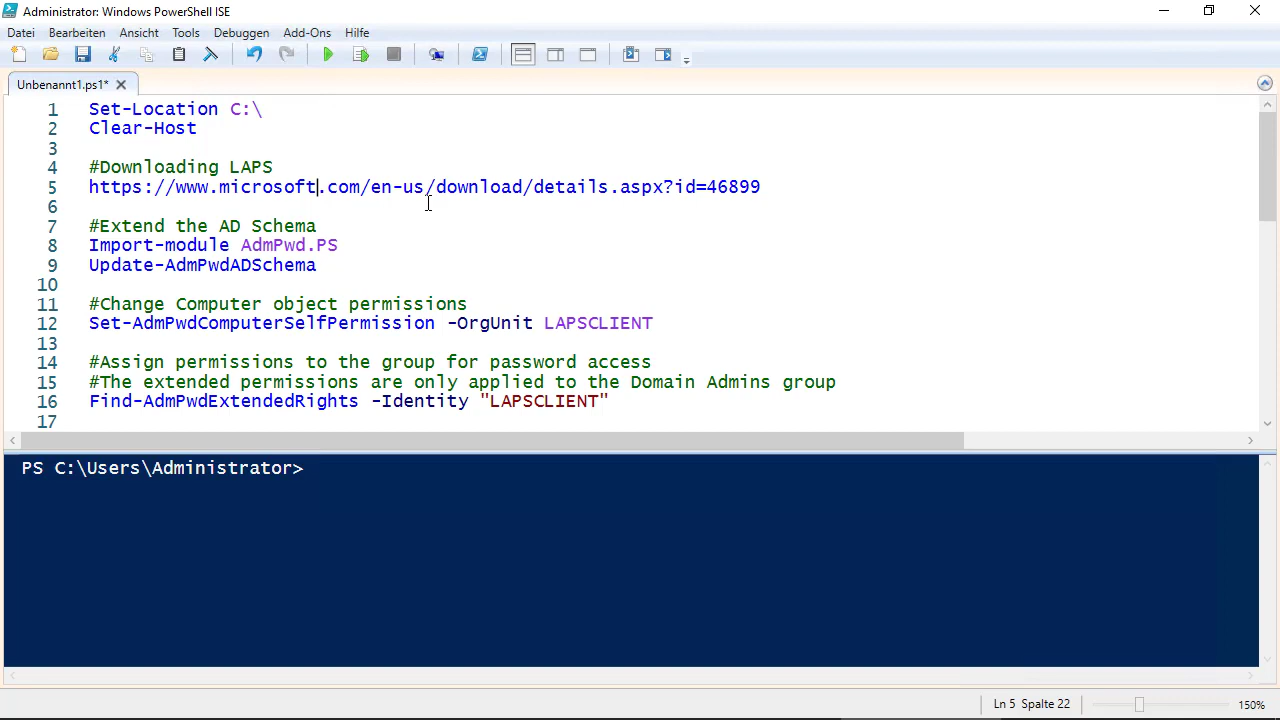 Administrator: Windows PowerShell ISE
Datei Bearbeiten Ansicht Tools Debuggen Add-Ons Hilfe
Unbenannt1.ps1*
1 Set-Location C:\
2 Clear-Host
3
4 #Downloading LAPS
5 https://www.microsoft.com/en-us/download/details.aspx?id=46899
6
7 #Extend the AD Schema
8 Import-module AdmPwd.PS
9 Update-AdmPwdADSchema
10
11 #Change Computer object permissions
12 Set-AdmPwdComputerSelfPermission -OrgUnit LAPSCLIENT
13
14 #Assign permissions to the group for password access
15 #The extended permissions are only applied to the Domain Admins group
16 Find-AdmPwdExtendedRights -Identity "LAPSCLIENT"
17
PS C:\Users\Administrator>
Ln 5 Spalte 22 150%